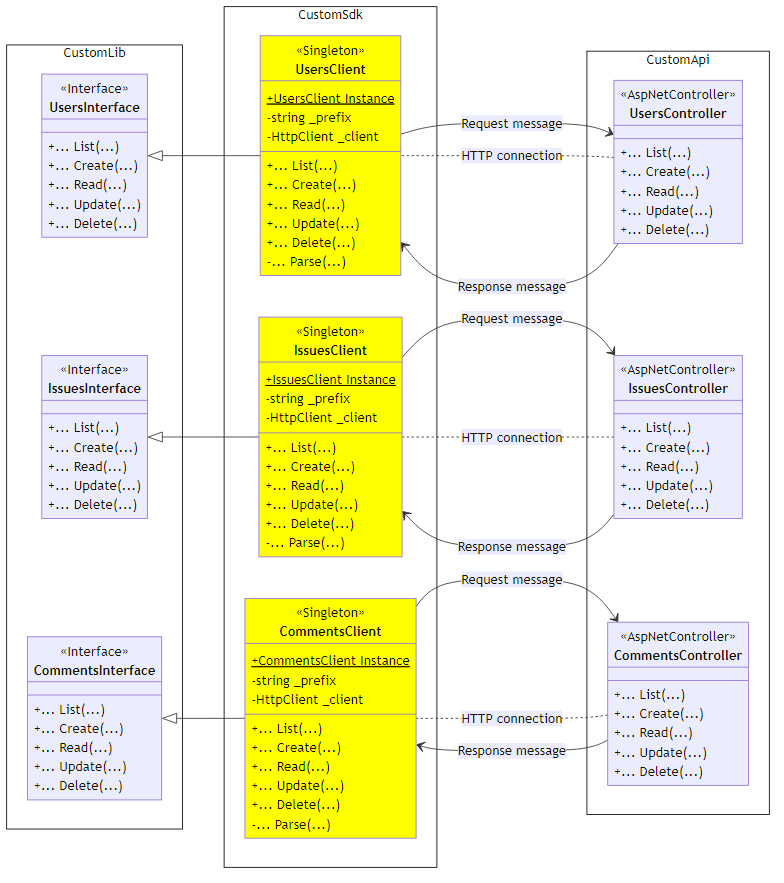 CustomLib
«Interface»
UsersInterface
+... List(...)
+... Create(...)
+... Read(...)
+... Update(...)
+... Delete(...)
«Interface»
IssuesInterface
+... List(...)
+... Create(...)
+... Read(...)
+... Update(...)
+... Delete(...)
«Interface»
CommentsInterface
+... List(...)
+... Create(...)
+... Read(...)
+... Update(...)
+... Delete(...)
CustomSdk
«Singleton»
UsersClient
+UsersClient Instance
-string _prefix
-HttpClient _client
+... List(...)
+... Create(...)
+... Read(...)
+... Update(...)
+... Delete(...)
-... Parse(...)
«Singleton»
IssuesClient
+IssuesClient Instance
-string _prefix
-HttpClient _client
+... List(...)
+... Create(...)
+... Read(...)
+... Update(...)
+... Delete(...)
-... Parse(...)
«Singleton»
CommentsClient
+CommentsClient Instance
-string _prefix
-HttpClient _client
+... List(...)
+... Create(...)
+... Read(...)
+... Update(...)
+... Delete(...)
-... Parse(...)
Request message
HTTP connection
Response message
Request message
HTTP connection
Response message
Request message
HTTP connection
Response message
CustomApi
«AspNetController»
UsersController
+... List(...)
+... Create(...)
+... Read(...)
+... Update(...)
+... Delete(...)
«AspNetController»
IssuesController
+... List(...)
+... Create(...)
+... Read(...)
+... Update(...)
+... Delete(...)
«AspNetController»
CommentsController
+... List(...)
+... Create(...)
+... Read(...)
+... Update(...)
+... Delete(...)